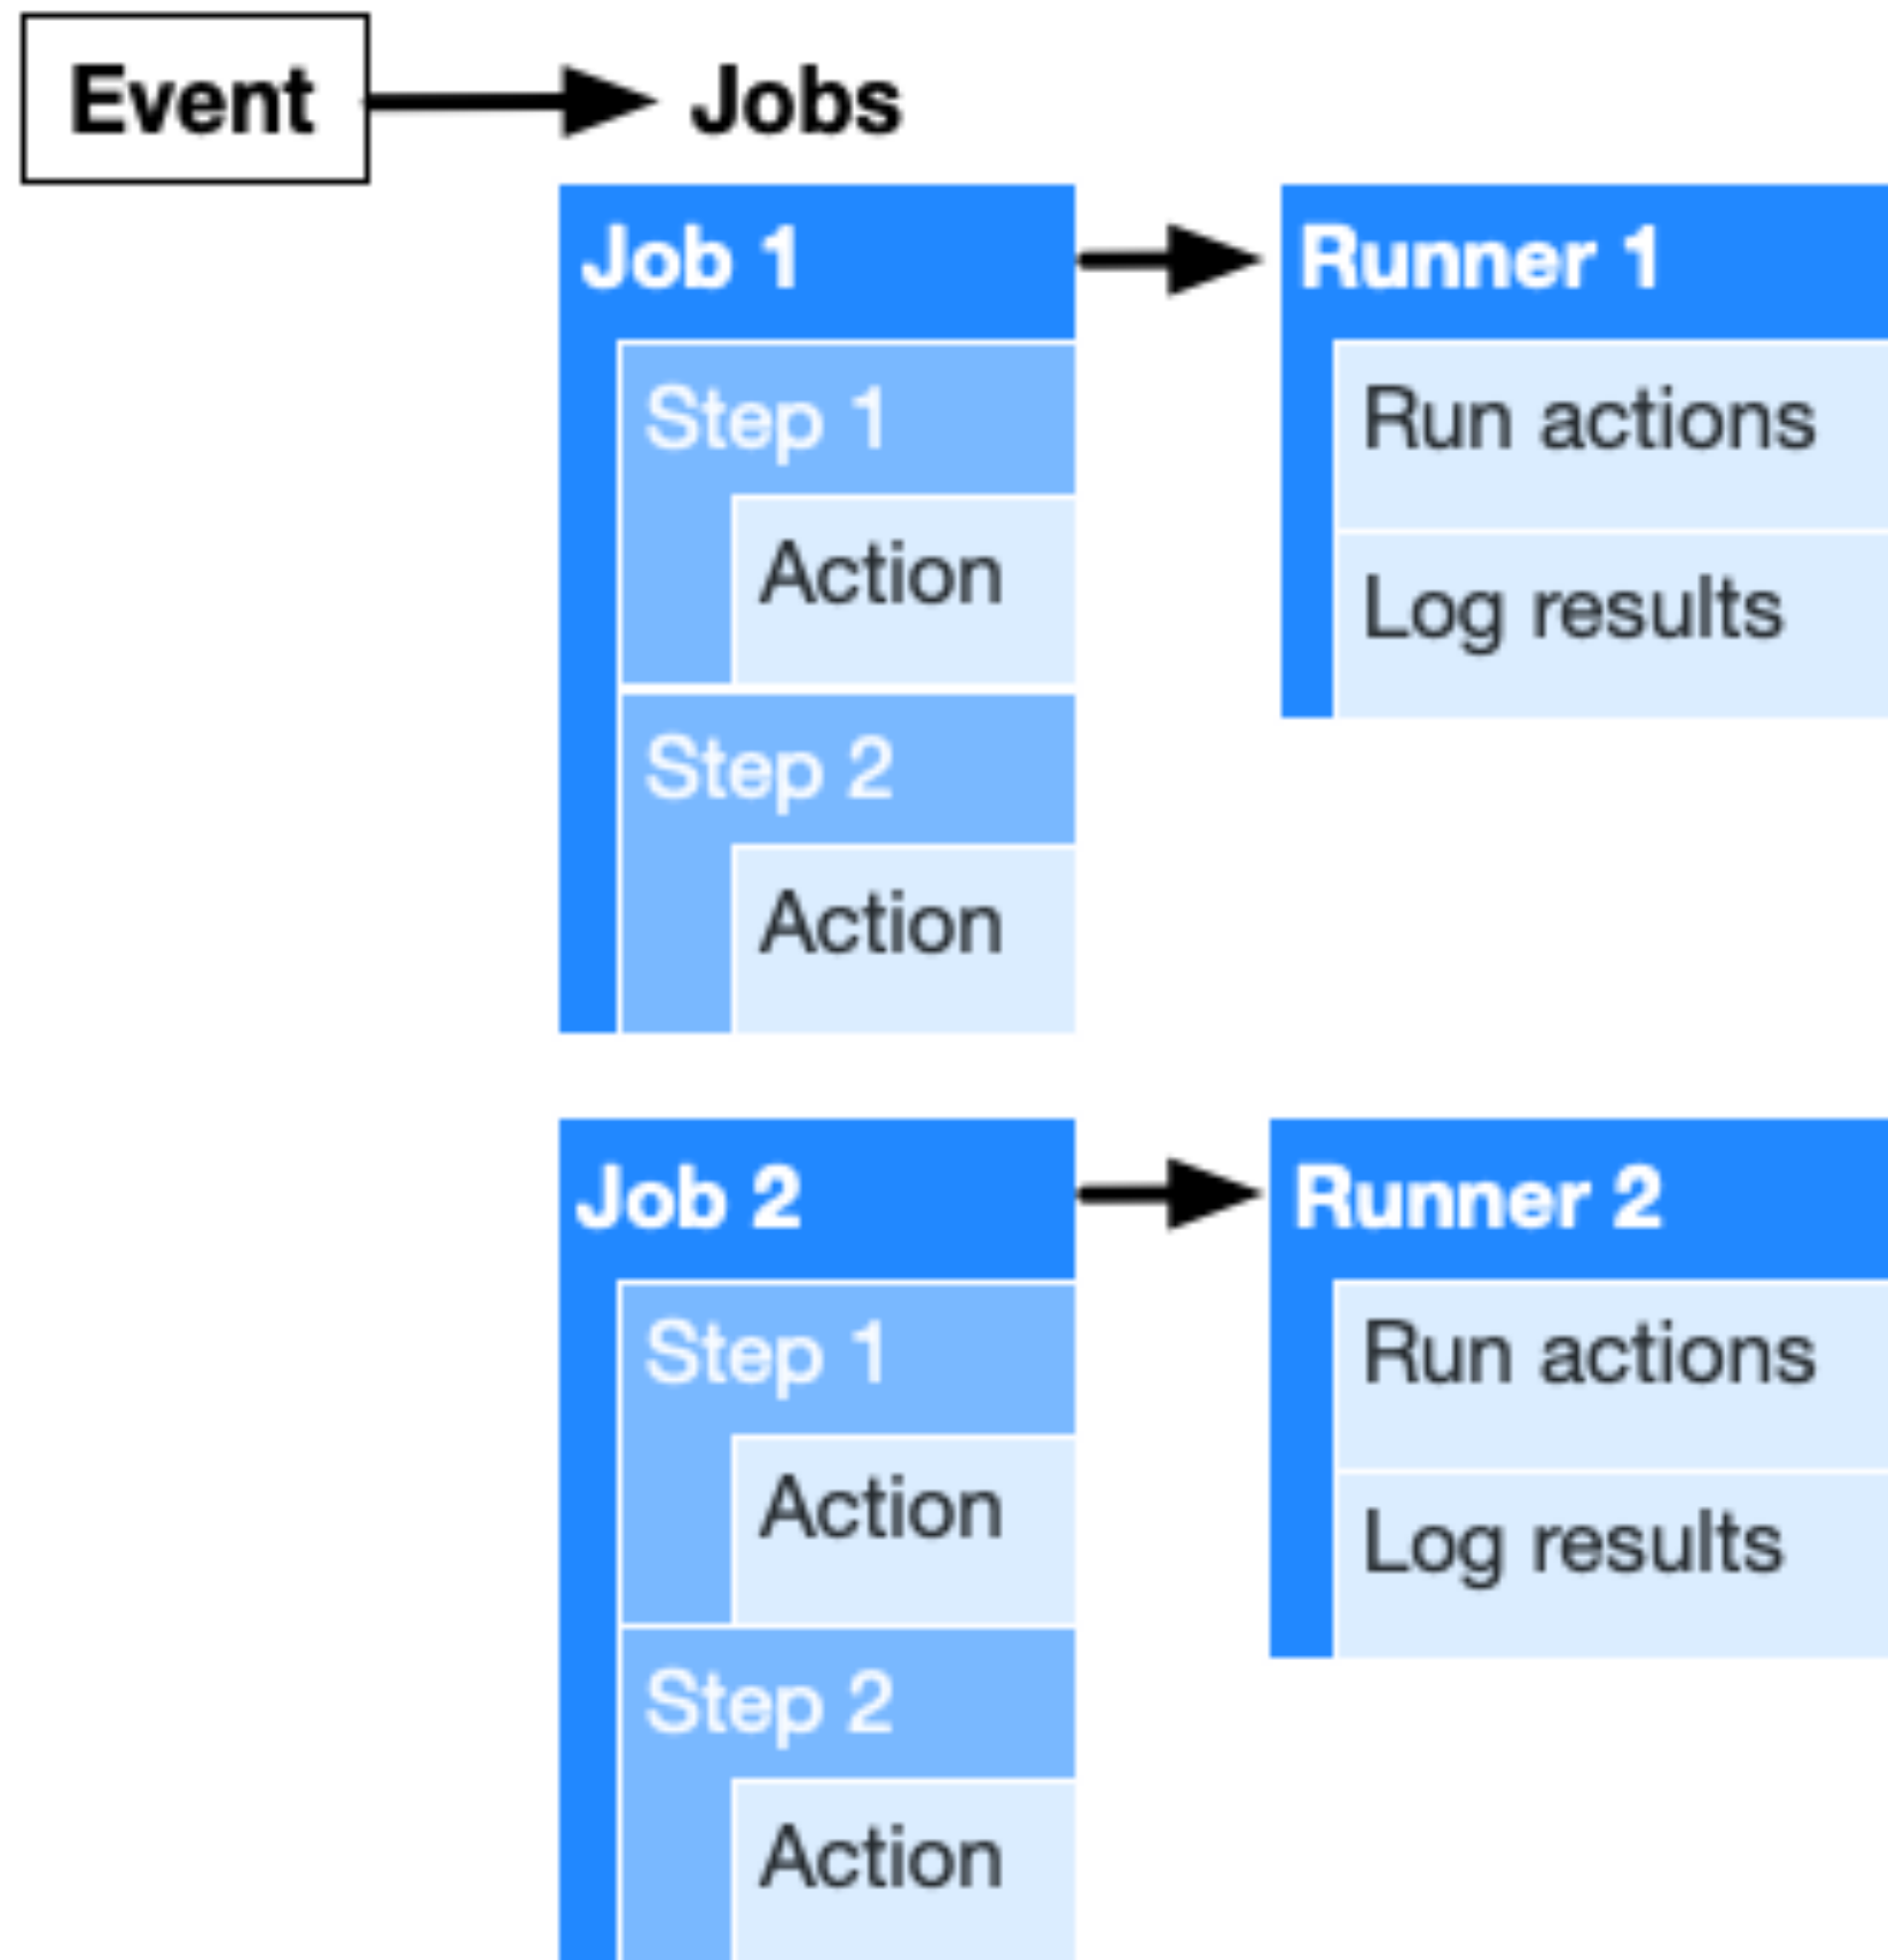 Event
Jobs
Job 1
Step 1
Action
Step 2
Action
Runner 1
Run actions
Log results
Job 2
Step 1
Action
Step 2
Action
Runner 2
Run actions
Log results